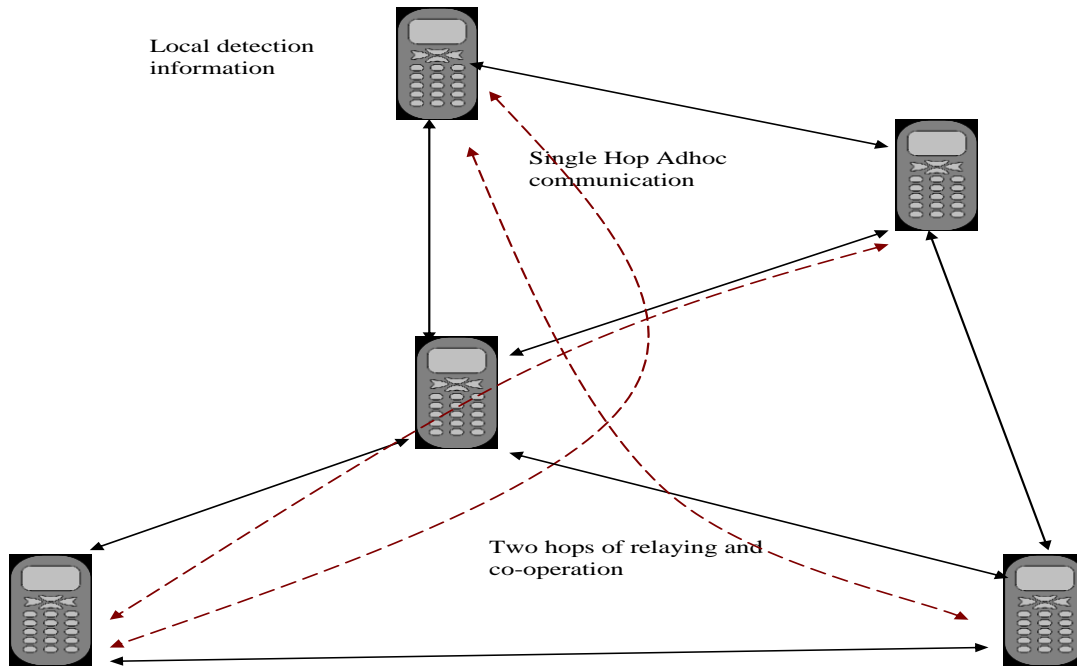 Local detection
information
Single Hop Adhoc
communication
Two hops of relaying and
co-operation